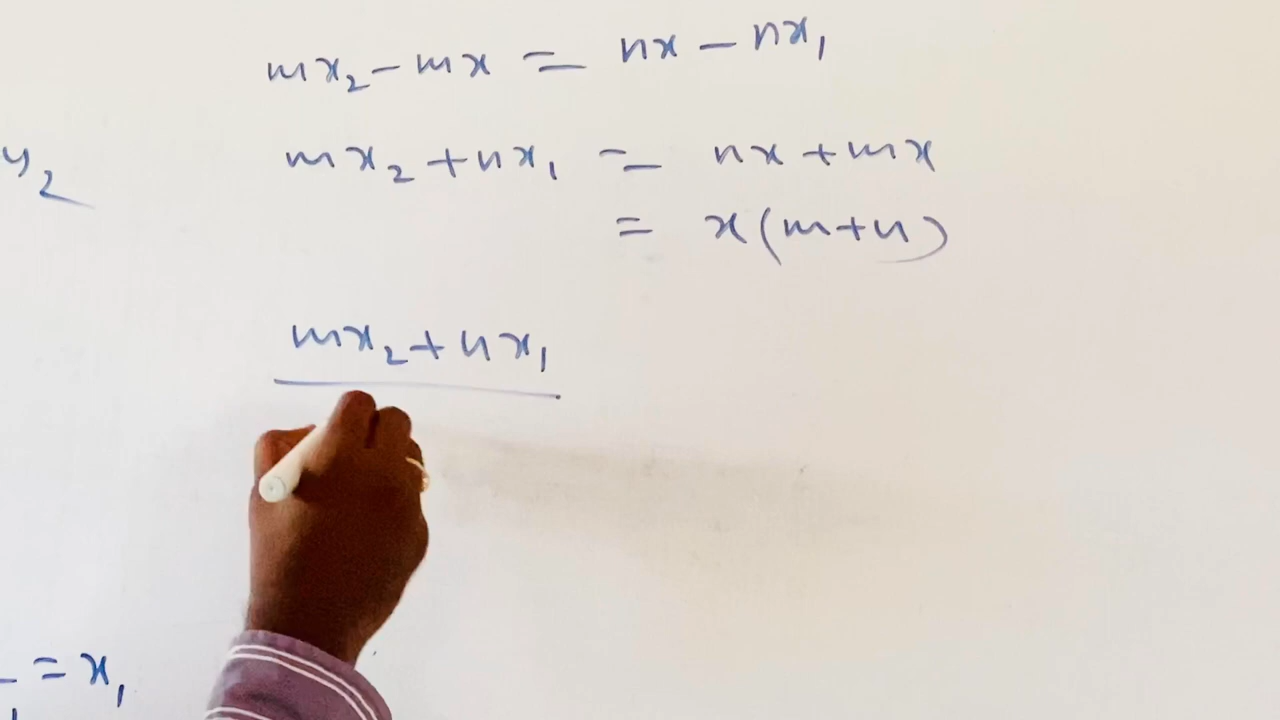 mx₂ - mx = nx - nx₁
y₂
mx₂ + nx₁ = nx + mx
= x(m+n)
mx₂ + nx₁
= x₁